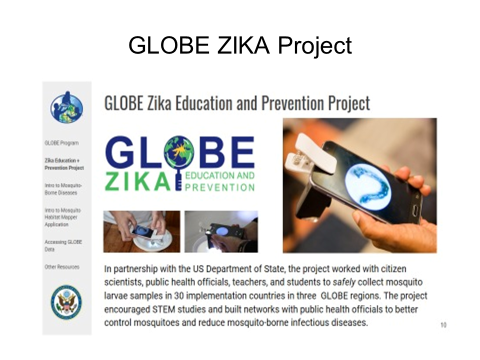 GLOBE ZIKA Project
GLOBE Zika Education and Prevention Project
GLOBE Program
Zika Education +
Prevention Project
Intro to Mosquito-
Borne Diseases
Intro to Mosquito
Habitat Mapper
Application
Accessing GLOBE
Data
Other Resources
GLOBE
ZIKA EDUCATION AND
PREVENTION
In partnership with the US Department of State, the project worked with citizen
scientists, public health officials, teachers, and students to safely collect mosquito
larvae samples in 30 implementation countries in three GLOBE regions. The project
encouraged STEM studies and built networks with public health officials to better
control mosquitoes and reduce mosquito-borne infectious diseases.
10